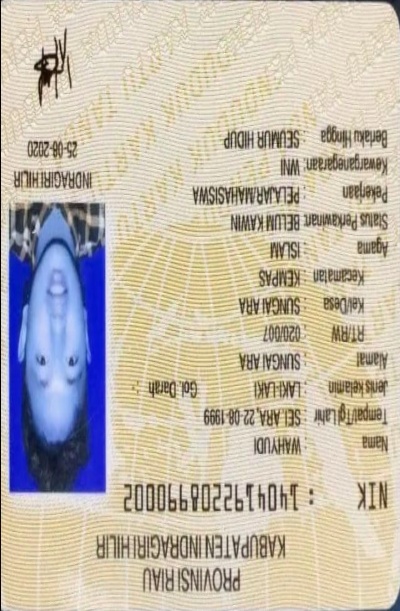 PROVINSI RIAU
KABUPATEN INDRAGIRI HILIR
NIK : 1404192208990002
Nama : WAHYUDI
Tempat/Tgl Lahir : SEI ARA, 22-08-1999
Jenis kelamin : LAKI-LAKI Gol. Darah : -
Alamat : SUNGAI ARA
RT/RW : 020/007
Kel/Desa : SUNGAI ARA
Kecamatan : KEMPAS
Agama : ISLAM
Status Perkawinan: BELUM KAWIN
Pekerjaan : PELAJAR/MAHASISWA
Kewarganegaraan: WNI
Berlaku Hingga : SEUMUR HIDUP
INDRAGIRI HILIR
25-08-2020